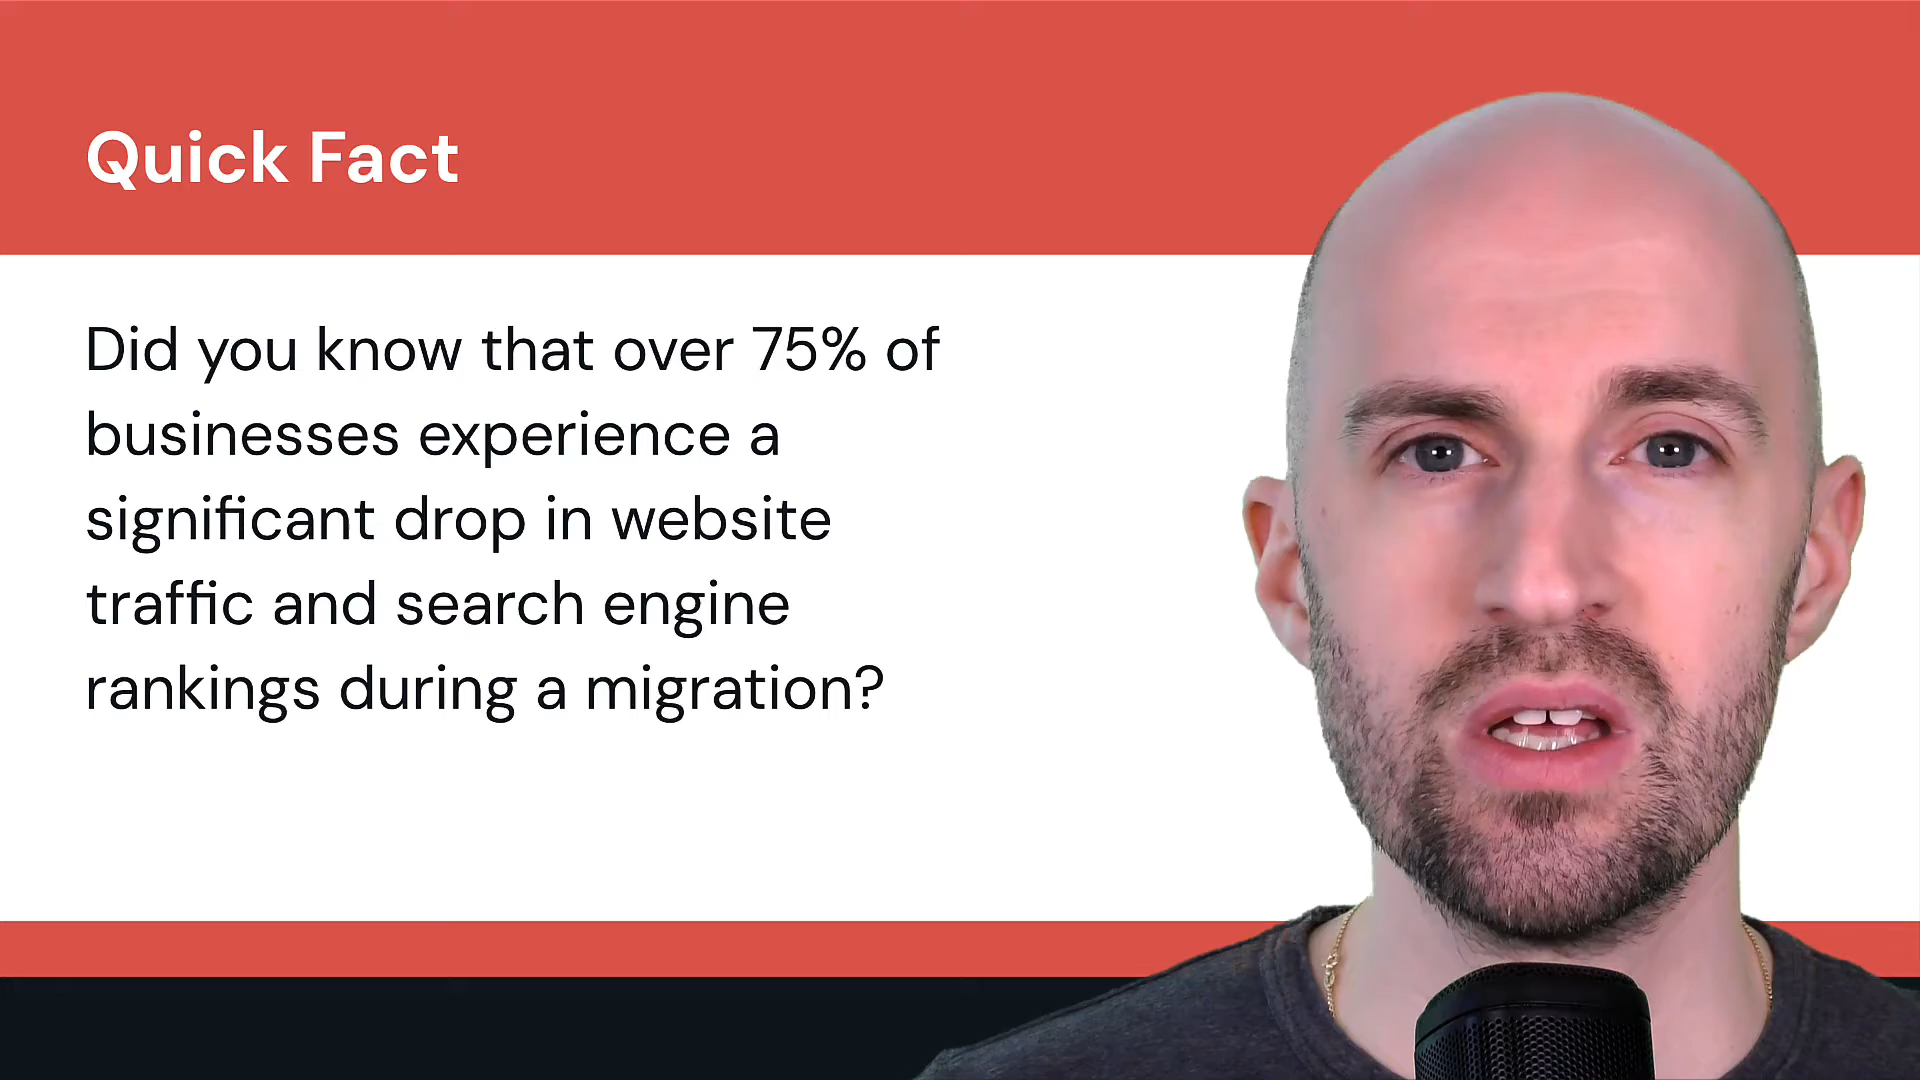 Quick Fact
Did you know that over 75% of
businesses experience a
significant drop in website
traffic and search engine
rankings during a migration?